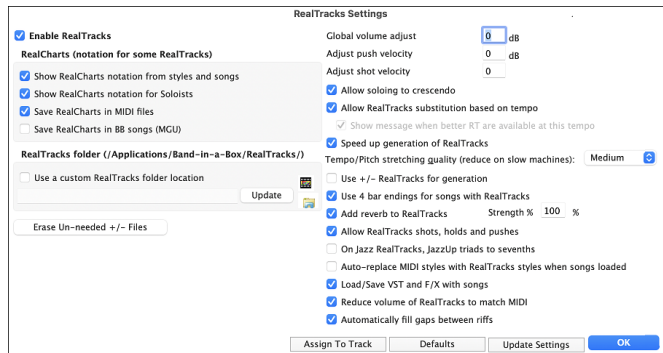 RealTracks Settings
Enable RealTracks
RealCharts (notation for some RealTracks)
Show RealCharts notation from styles and songs
Show RealCharts notation for Soloists
Save RealCharts in MIDI files
Save RealCharts in BB songs (MGU)
RealTracks folder (/Applications/Band-in-a-Box/RealTracks/)
Use a custom RealTracks folder location
Update
Erase Un-needed +/- Files
Global volume adjust 0 dB
Adjust push velocity 0 dB
Adjust shot velocity 0
Allow soloing to crescendo
Allow RealTracks substitution based on tempo
Show message when better RT are available at this tempo
Speed up generation of RealTracks
Tempo/Pitch stretching quality (reduce on slow machines): Medium
Use +/- RealTracks for generation
Use 4 bar endings for songs with RealTracks
Add reverb to RealTracks Strength % 100 %
Allow RealTracks shots, holds and pushes
On Jazz RealTracks, JazzUp triads to sevenths
Auto-replace MIDI styles with RealTracks styles when songs loaded
Load/Save VST and F/X with songs
Reduce volume of RealTracks to match MIDI
Automatically fill gaps between riffs
Assign To Track Defaults Update Settings OK